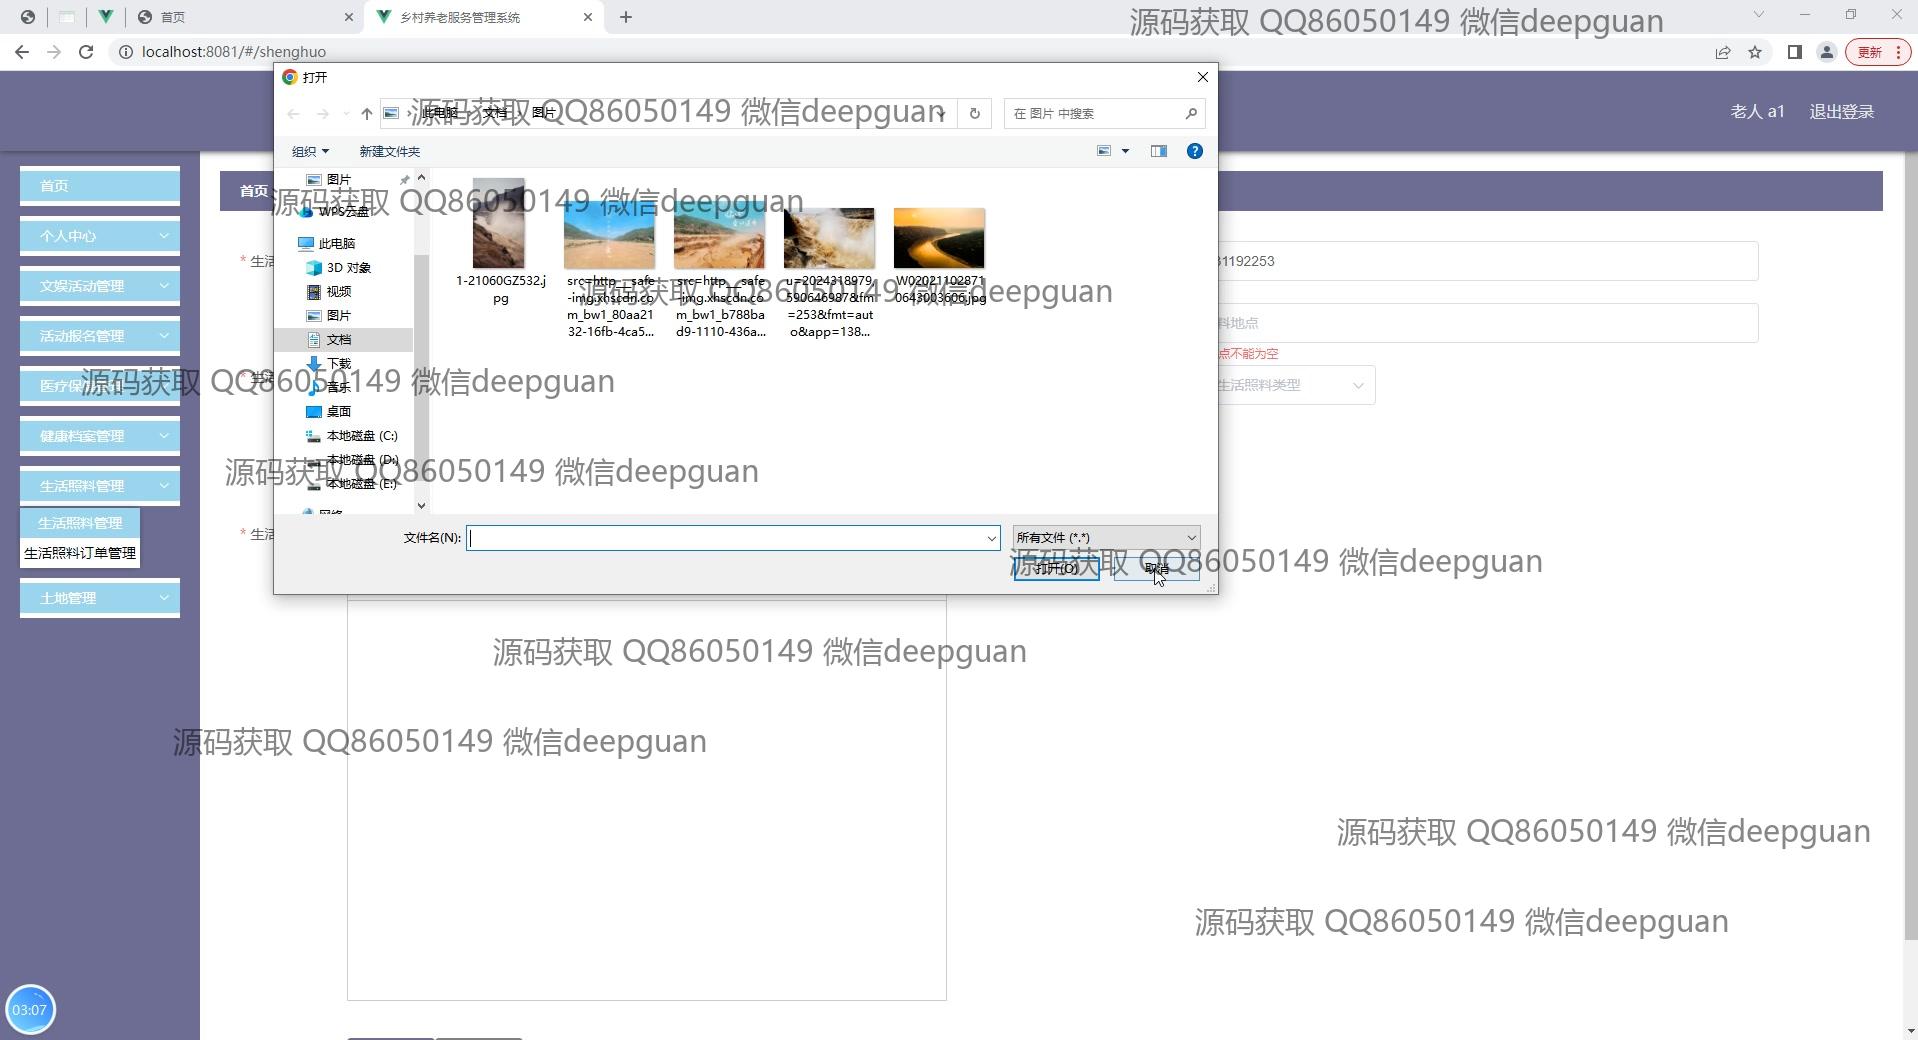 首页
乡村养老服务管理系统
源码获取 QQ86050149 微信deepguan
localhost:8081/#/shenghuo
更新
打开
此电脑 文档 图片
源码获取 QQ86050149 微信deepguan
在 图片 中搜索
老人 a1
退出登录
组织
新建文件夹
首页
个人中心
文娱活动管理
活动报名管理
健康档案管理
生活照料管理
生活照料管理
生活照料订单管理
土地管理
首页
源码获取 QQ86050149 微信deepguan
图片
WPS云盘
此电脑
3D 对象
视频
图片
文档
下载
音乐
桌面
本地磁盘 (C:)
本地磁盘 (D:)
本地磁盘 (E:)
网络
1-21060GZ532.j
pg
src=http___safe
-img.xhscdn.co
m_bw1_80aa21
32-16fb-4ca5...
src=http___safe
-img.xhscdn.co
m_bw1_b788ba
d9-1110-436a...
u=2024318979,
590646987&fm
=253&fmt=aut
o&app=138...
W02021102871
0643003606.jpg
源码获取 QQ86050149 微信deepguan
* 生活
31192253
料地点
点不能为空
* 生活
生活照料类型
源码获取 QQ86050149 微信deepguan
源码获取 QQ86050149 微信deepguan
* 生活
文件名(N):
所有文件 (*.*)
打开(O)
取消
源码获取 QQ86050149 微信deepguan
源码获取 QQ86050149 微信deepguan
源码获取 QQ86050149 微信deepguan
源码获取 QQ86050149 微信deepguan
源码获取 QQ86050149 微信deepguan
03:07